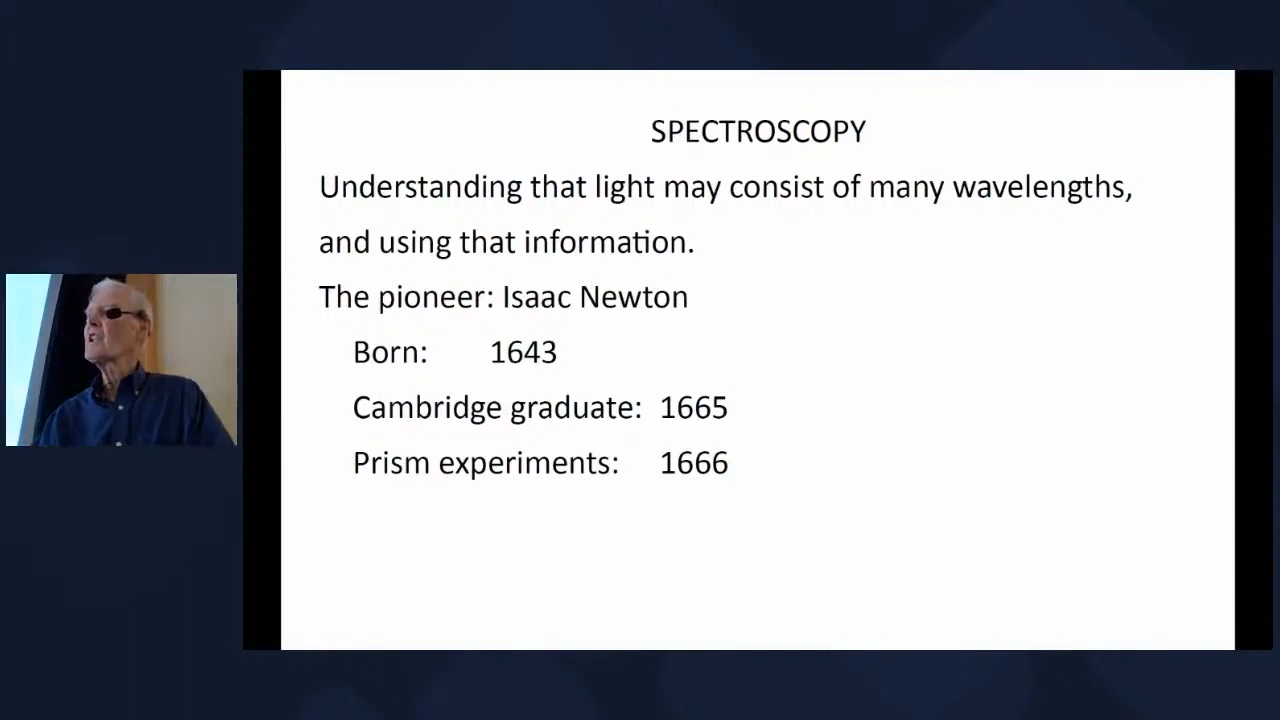 SPECTROSCOPY
Understanding that light may consist of many wavelengths,
and using that information.
The pioneer: Isaac Newton
Born: 1643
Cambridge graduate: 1665
Prism experiments: 1666